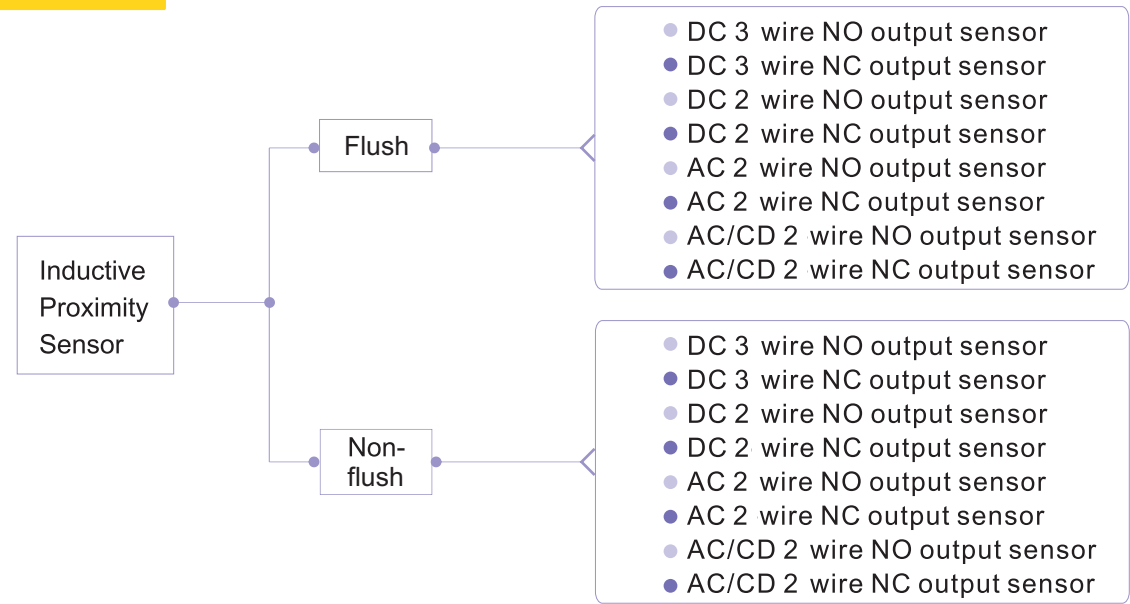 Inductive
Proximity
Sensor
Flush
DC 3 wire NO output sensor
DC 3 wire NC output sensor
DC 2 wire NO output sensor
DC 2 wire NC output sensor
AC 2 wire NO output sensor
AC 2 wire NC output sensor
AC/CD 2 wire NO output sensor
AC/CD 2 wire NC output sensor
Non-
flush
DC 3 wire NO output sensor
DC 3 wire NC output sensor
DC 2 wire NO output sensor
DC 2 wire NC output sensor
AC 2 wire NO output sensor
AC 2 wire NC output sensor
AC/CD 2 wire NO output sensor
AC/CD 2 wire NC output sensor